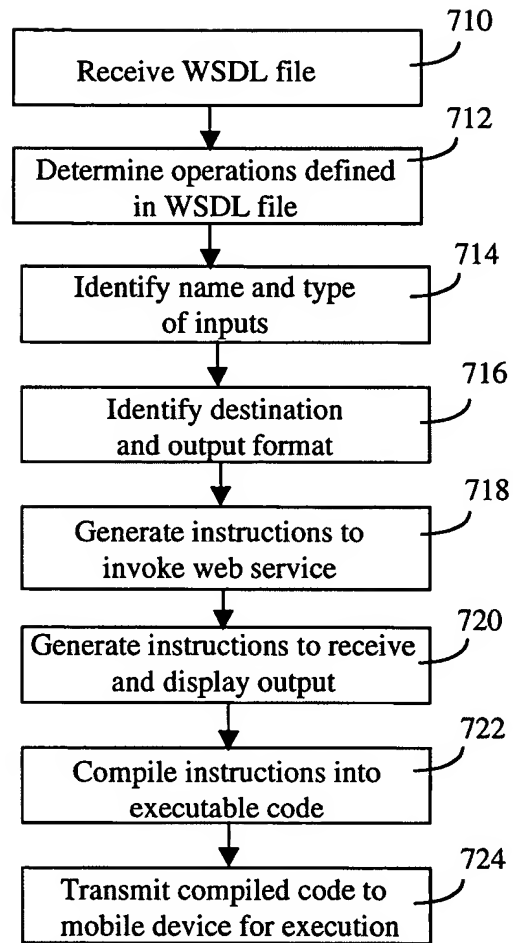 710
Receive WSDL file
712
Determine operations defined
in WSDL file
714
Identify name and type
of inputs
716
Identify destination
and output format
718
Generate instructions to
invoke web service
720
Generate instructions to receive
and display output
722
Compile instructions into
executable code
724
Transmit compiled code to
mobile device for execution